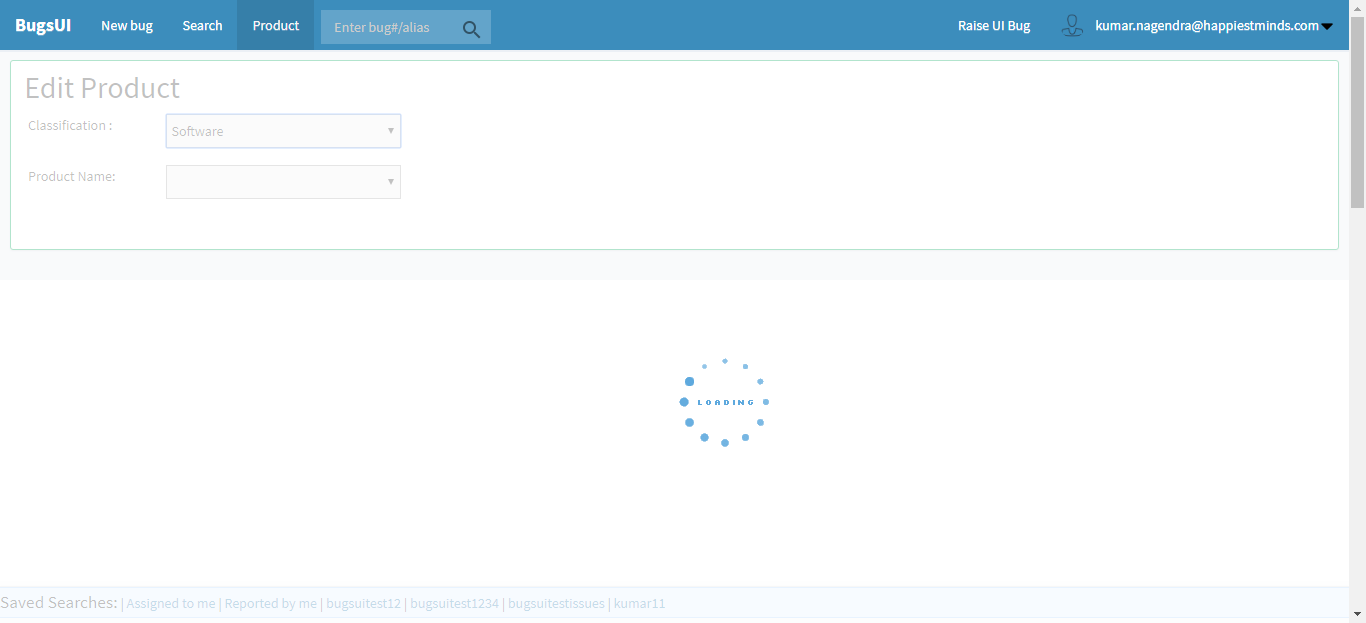 BugsUI New bug Search Product Enter bug#/alias Raise UI Bug kumar.nagendra@happiestminds.com
Edit Product
Classification : Software
Product Name:
LOADING
Saved Searches: | Assigned to me | Reported by me | bugsuitest12 | bugsuitest1234 | bugsuitestissues | kumar11